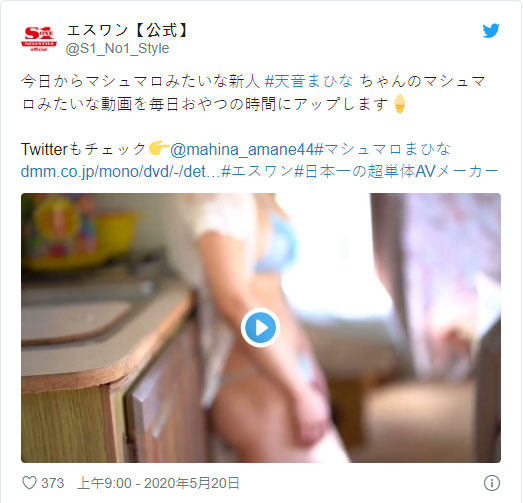 S1
NO.1 STYLE
official
エスワン【公式】
@S1_No1_Style
今日からマシュマロみたいな新人 #天音まひな ちゃんのマシュマ
ロみたいな動画を毎日おやつの時間にアップします🍦
Twitterもチェック👉@mahina_amane44#マシュマロまひな
dmm.co.jp/mono/dvd/-/det…#エスワン#日本一の超単体AVメーカー
373 上午9:00 - 2020年5月20日